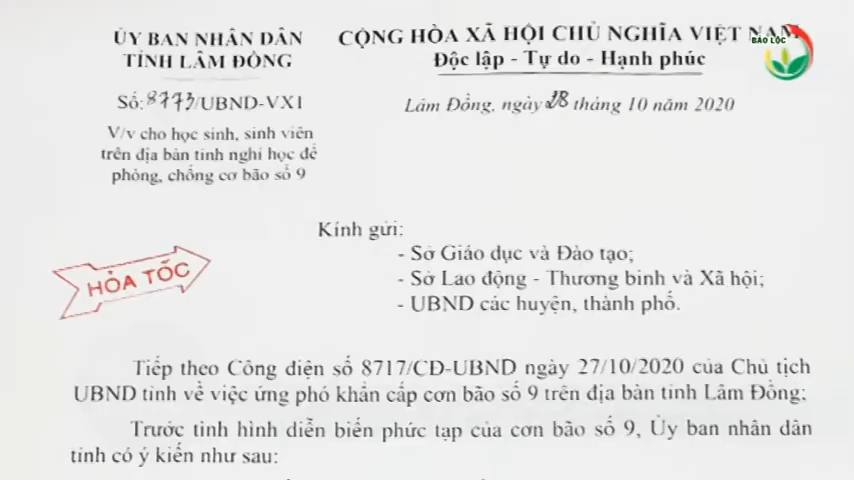 ỦY BAN NHÂN DÂN
TỈNH LÂM ĐỒNG
CỘNG HÒA XÃ HỘI CHỦ NGHĨA VIỆT NAM
Độc lập - Tự do - Hạnh phúc
BẢO LỘC
Số: 8773/UBND-VX1
Lâm Đồng, ngày 28 tháng 10 năm 2020
V/v cho học sinh, sinh viên
trên địa bàn tỉnh nghỉ học để
phòng, chống cơ bão số 9
Kính gửi:
- Sở Giáo dục và Đào tạo;
- Sở Lao động - Thương binh và Xã hội;
- UBND các huyện, thành phố.
HỎA TỐC
Tiếp theo Công điện số 8717/CĐ-UBND ngày 27/10/2020 của Chủ tịch
UBND tỉnh về việc ứng phó khẩn cấp cơn bão số 9 trên địa bàn tỉnh Lâm Đồng;
Trước tình hình diễn biến phức tạp của cơn bão số 9, Ủy ban nhân dân
tỉnh có ý kiến như sau: